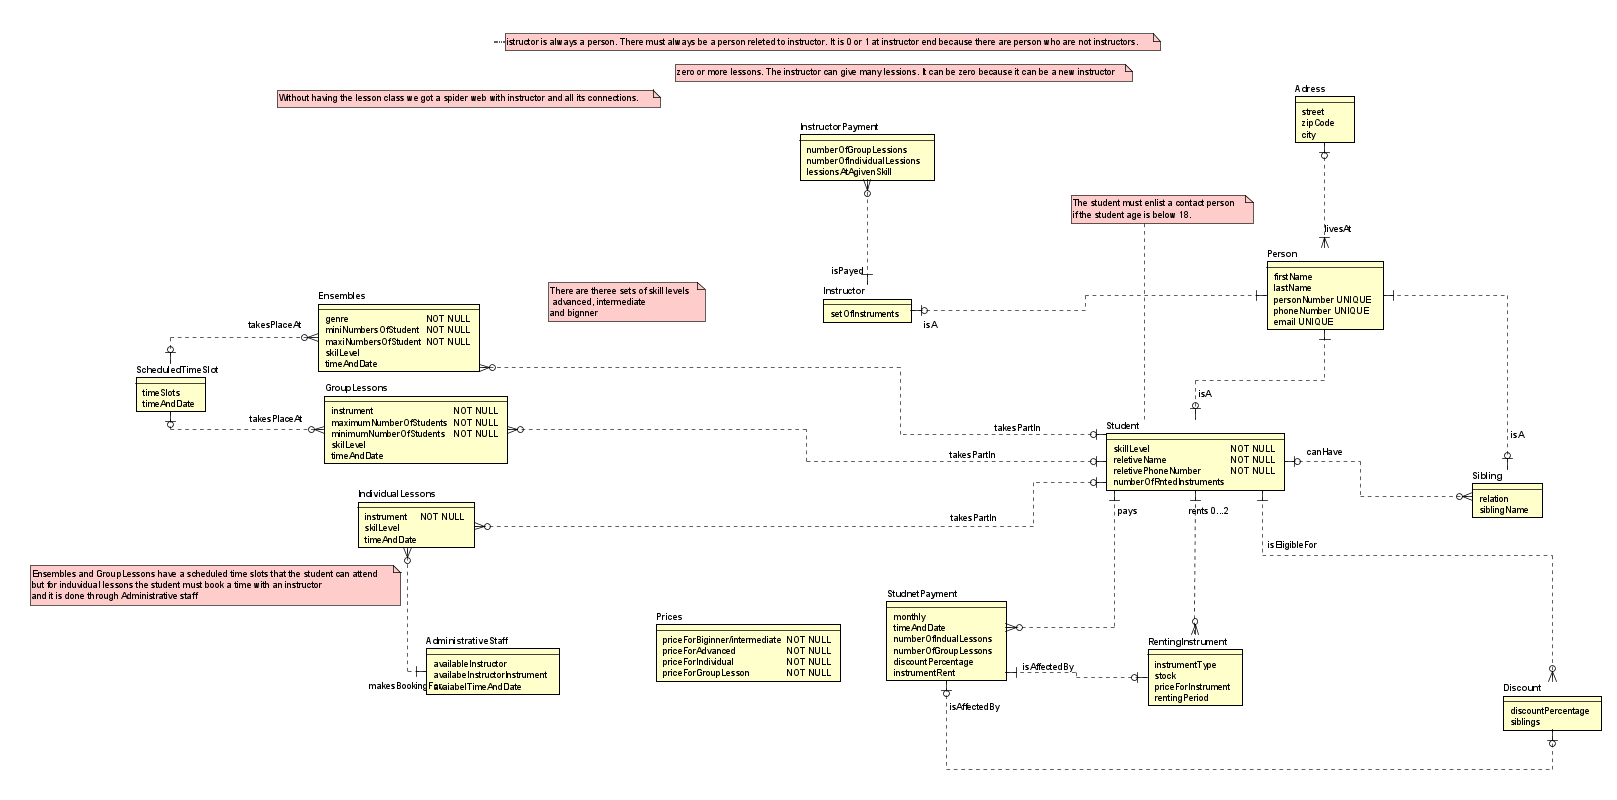 istructor is always a person. There must always be a person releted to instructor. It is 0 or 1 at instructor end because there are person who are not instructors.
zero or more lessons. The instructor can give many lessions. It can be zero because it can be a new instructor
Without having the lesson class we got a spider web with instructor and all its connections.
Adress
street
zipCode
city
livesAt
InstructorPayment
numberOfGroupLessions
numberOfIndividualLessions
lessionsAtAgivenSkill
isPayed
The student must enlist a contact person
if the student age is below 18.
Person
firstName
lastName
personNumber UNIQUE
phoneNumber UNIQUE
email UNIQUE
Instructor
setOfInstruments
isA
There are theree sets of skill levels
advanced, intermediate
and bignner
Ensembles
genre NOT NULL
miniNumbersOfStudent NOT NULL
maxiNumbersOfStudent NOT NULL
skilLevel
timeAndDate
takesPlaceAt
ScheduledTimeSlot
timeSlots
timeAndDate
takesPlaceAt
GroupLessons
instrument NOT NULL
maximumNumberOfStudents NOT NULL
minimumNumberOfStudents NOT NULL
skilLevel
timeAndDate
isA
takesPartIn
takesPartIn
takesPartIn
Student
skillLevel NOT NULL
reletiveName NOT NULL
reletivePhoneNumber NOT NULL
numberOfRntedInstruments
canHave
isA
Sibling
relation
siblingName
IndividualLessons
instrument NOT NULL
skilLevel
timeAndDate
pays
rents 0...2
isEligibleFor
Ensembles and GroupLessons have a scheduled time slots that the student can attend
but for induvidual lessons the student must book a time with an instructor
and it is done through Administrative staff
AdministrativeStaff
availableInstructor
availabeInstructorInstrument
makesBookingFor
TimeAndDate
Prices
priceForBiginner/intermediate NOT NULL
priceForAdvanced NOT NULL
priceForIndividual NOT NULL
priceForGroupLesson NOT NULL
StudnetPayment
monthly
timeAndDate
numberOfIndualLessons
numberOfGroupLessons
discountPercentage
instrumentRent
isAffectedBy
isAffectedBy
RentingInstrument
instrumentType
stock
priceForInstrument
rentingPeriod
Discount
discountPercentage
siblings